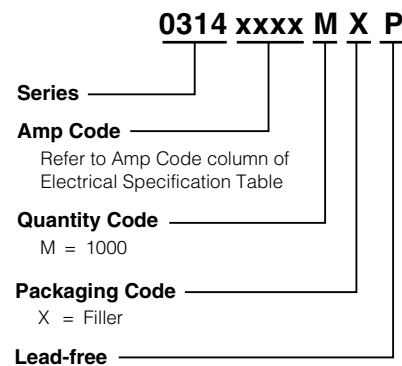 0314 xxxx M X P
Series
Amp Code
Refer to Amp Code column of
Electrical Specification Table
Quantity Code
M = 1000
Packaging Code
X = Filler
Lead-free